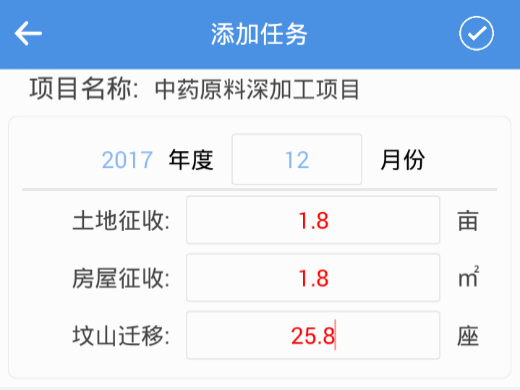 添加任务
项目名称: 中药原料深加工项目
2017 年度 12 月份
土地征收: 1.8 亩
房屋征收: 1.8 ㎡
坟山迁移: 25.8 座